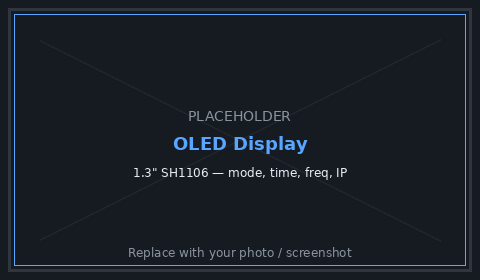 PLACEHOLDER
OLED Display
1.3" SH1106 — mode, time, freq, IP
Replace with your photo / screenshot